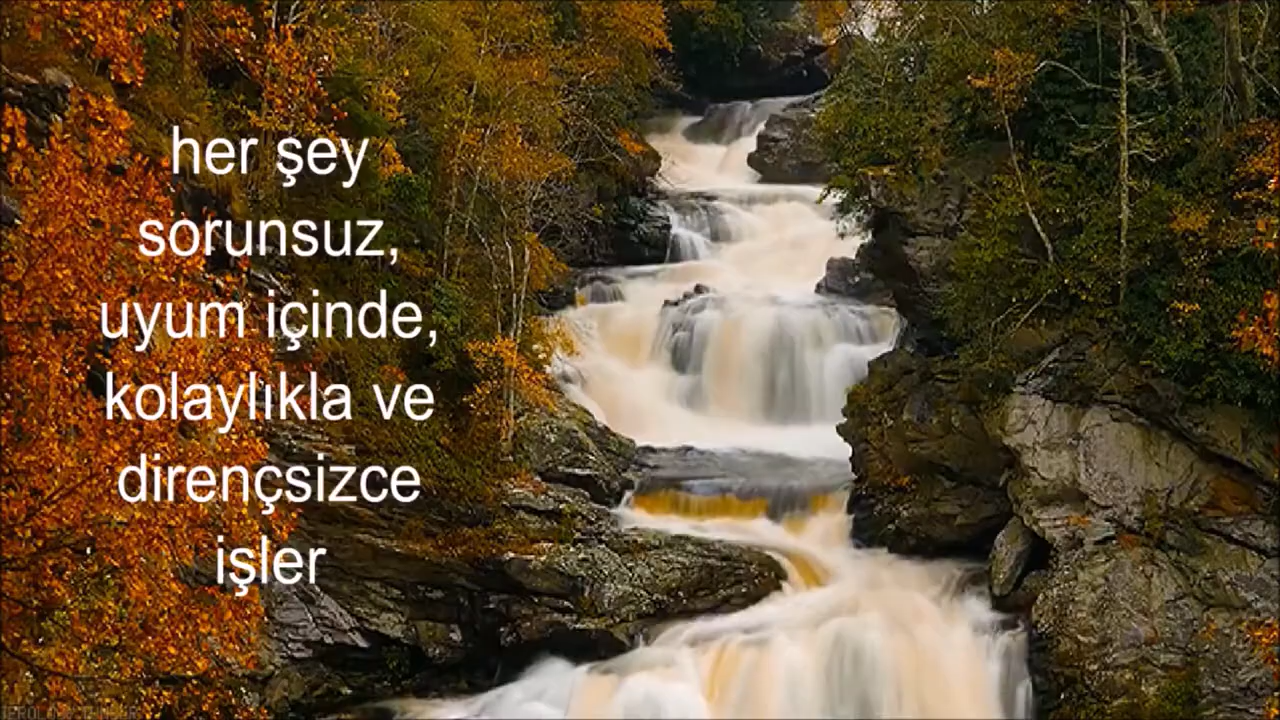 her şey
sorunsuz,
uyum içinde,
kolaylıkla ve
dirençsizce
işler